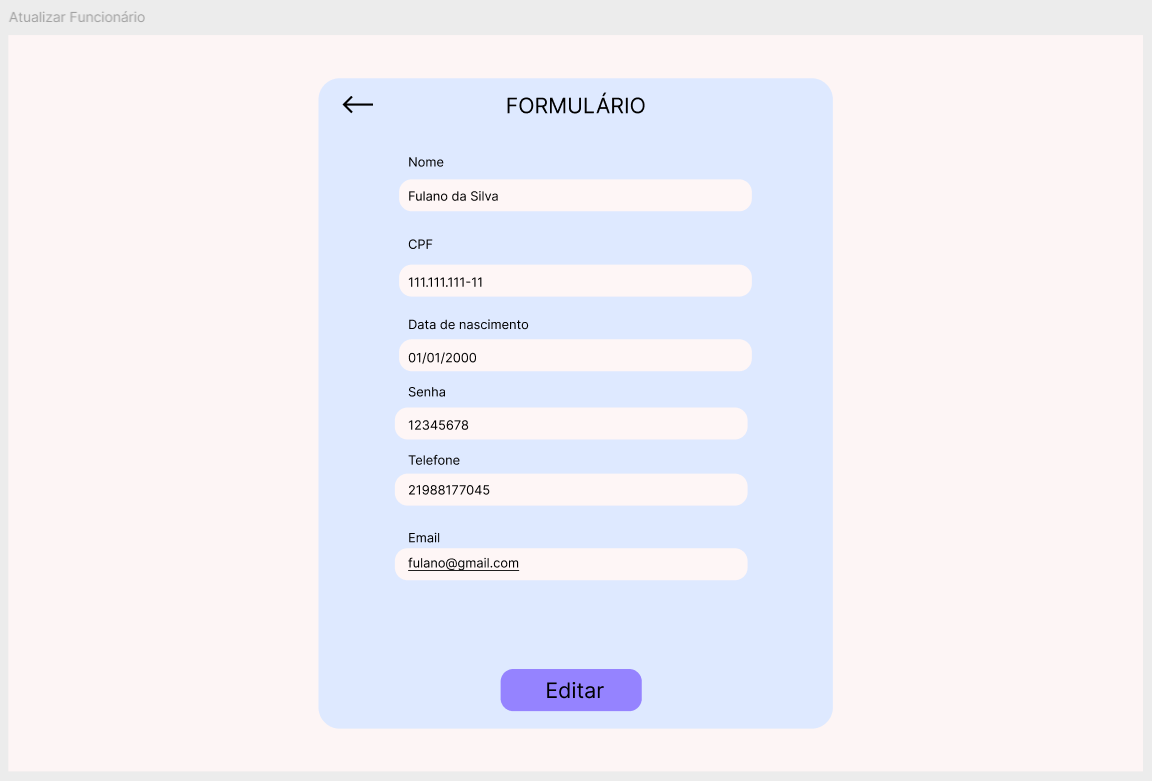 Atualizar Funcionário
FORMULÁRIO
Nome
Fulano da Silva
CPF
111.111.111-11
Data de nascimento
01/01/2000
Senha
12345678
Telefone
21988177045
Email
fulano@gmail.com
Editar